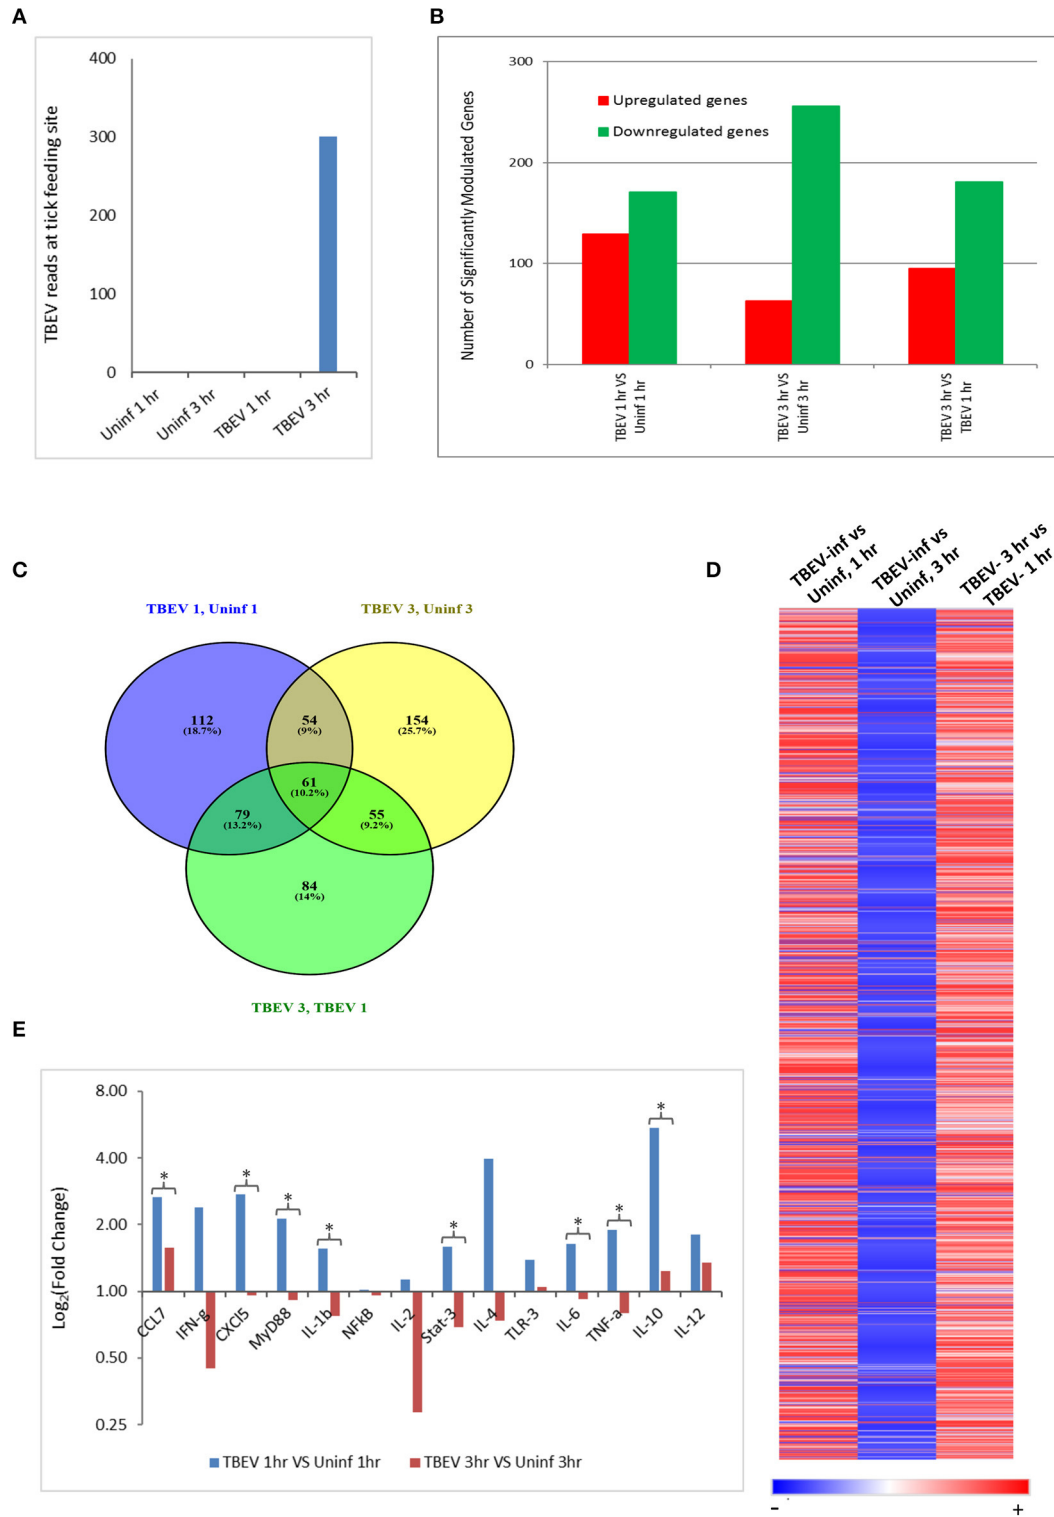 A
TBEV reads at tick feeding site
400
300
200
100
0
Uninf 1 hr
Uninf 3 hr
TBEV 1 hr
TBEV 3 hr
B
Number of Significantly Modulated Genes
300
200
100
0
Upregulated genes
Downregulated genes
TBEV 1 hr VS
Uninf 1 hr
TBEV 3 hr VS
Uninf 3 hr
TBEV 3 hr VS
TBEV 1 hr
C
TBEV 1, Uninf 1
TBEV 3, Uninf 3
112
(18.7%)
54
(9%)
154
(25.7%)
61
(10.2%)
79
(13.2%)
55
(9.2%)
84
(14%)
TBEV 3, TBEV 1
D
TBEV-inf vs
Uninf, 1 hr
TBEV-inf vs
Uninf, 3 hr
TBEV- 3 hr vs
TBEV- 1 hr
-
+
E
Log2(Fold Change)
8.00
4.00
2.00
1.00
0.50
0.25
*
*
*
*
*
*
*
*
CCL7
IFN-g
CXCl5
MyD88
IL-1b
NFkB
IL-2
Stat-3
IL-4
TLR-3
IL-6
TNF-a
IL-10
IL-12
TBEV 1hr VS Uninf 1hr
TBEV 3hr VS Uninf 3hr